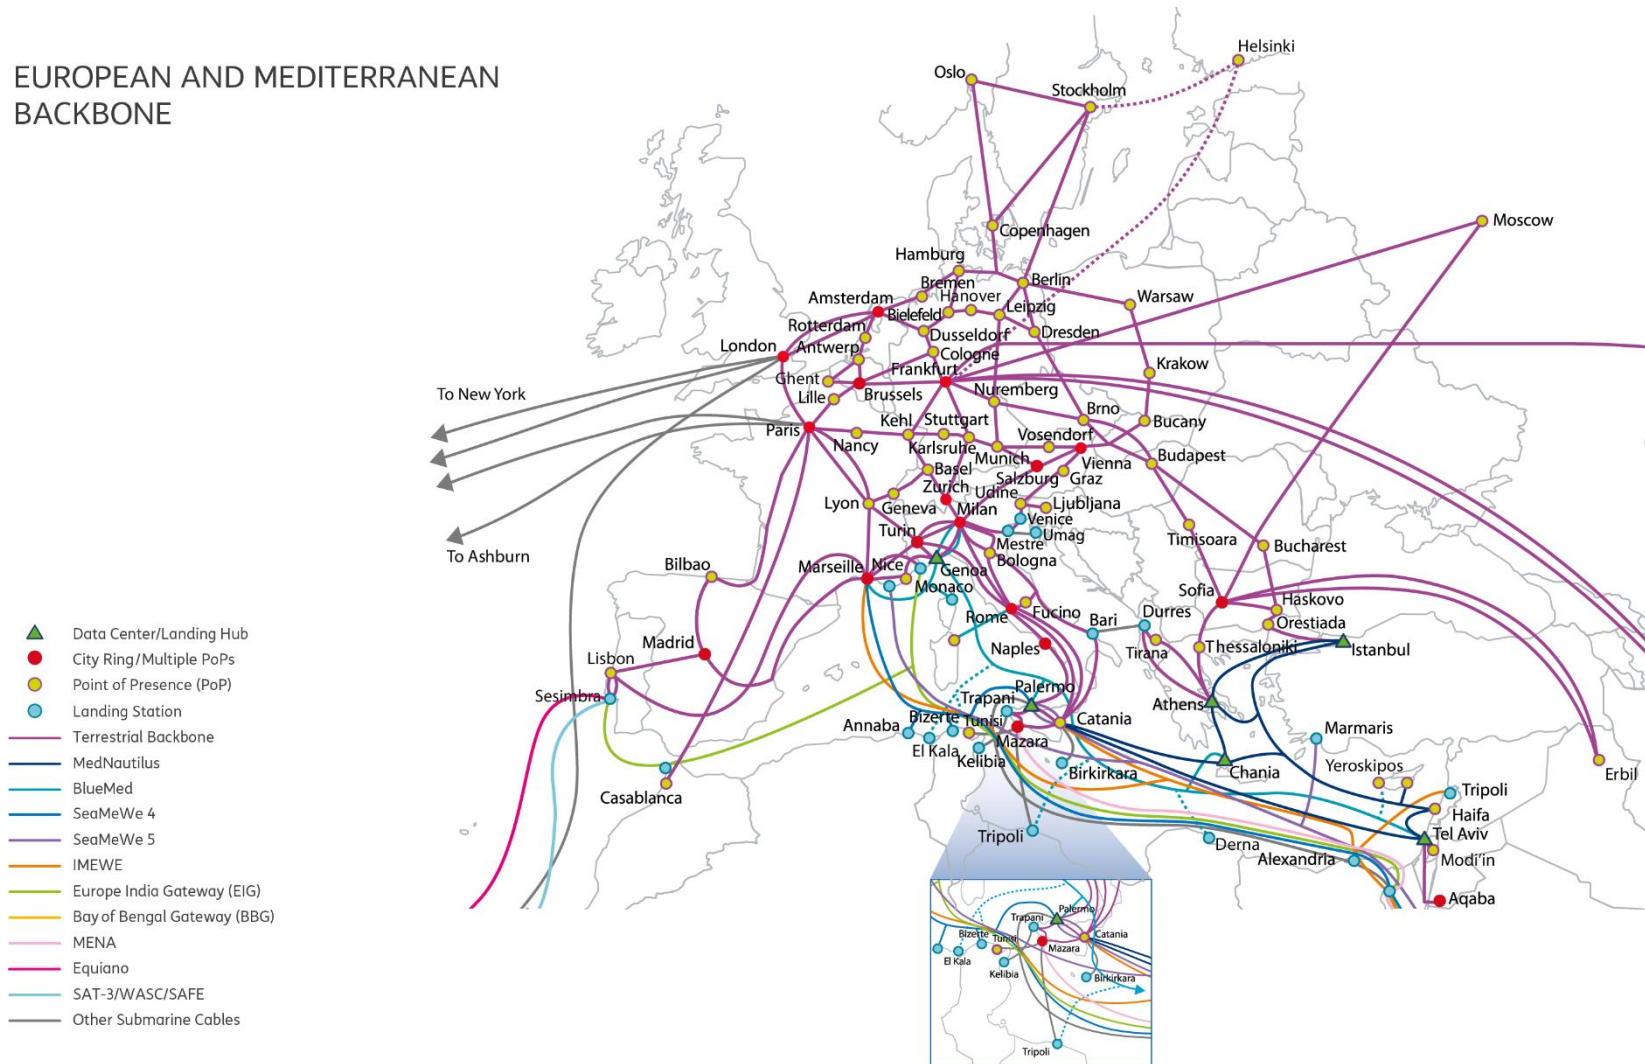 EUROPEAN AND MEDITERRANEAN
BACKBONE
Helsinki
Oslo
Stockholm
Moscow
Copenhagen
Hamburg
Berlin
Bremen
Hanover
Warsaw
Amsterdam
Bielefeld
Leipzig
Rotterdam
Dusseldorf
Dresden
London
Antwerp
Cologne
Krakow
Ghent
Frankfurt
Brussels
Nuremberg
To New York
Lille
Brno
Paris
Kehl
Stuttgart
Bucany
Nancy
Karlsruhe
Vosendorf
Munich
Vienna
Budapest
Basel
Salzburg
Graz
Zurich
Udine
Lyon
Geneva
Milan
Ljubljana
Venice
Turin
Umag
Timisoara
To Ashburn
Mestre
Bucharest
Bologna
Bilbao
Marseille
Nice
Genoa
Monaco
Sofia
Haskovo
Rome
Fucino
Bari
Durres
Orestiada
Madrid
Naples
Tirana
Thessaloniki
Istanbul
Lisbon
Sesimbra
Palermo
Trapani
Athens
Annaba
Bizerte
Tunisi
Catania
Marmaris
El Kala
Mazara
Kelibia
Birkirkara
Chania
Yeroskipos
Erbil
Casablanca
Tripoli
Haifa
Tripoli
Derna
Tel Aviv
Alexandria
Modi'in
Aqaba
Data Center/Landing Hub
City Ring/Multiple PoPs
Point of Presence (PoP)
Landing Station
Terrestrial Backbone
MedNautilus
BlueMed
SeaMeWe 4
SeaMeWe 5
IMEWE
Europe India Gateway (EIG)
Bay of Bengal Gateway (BBG)
MENA
Equiano
SAT-3/WASC/SAFE
Other Submarine Cables
Palermo
Trapani
Bizerte
Tunisi
Catania
Mazara
El Kala
Kelibia
Birkirkara
Tripoli